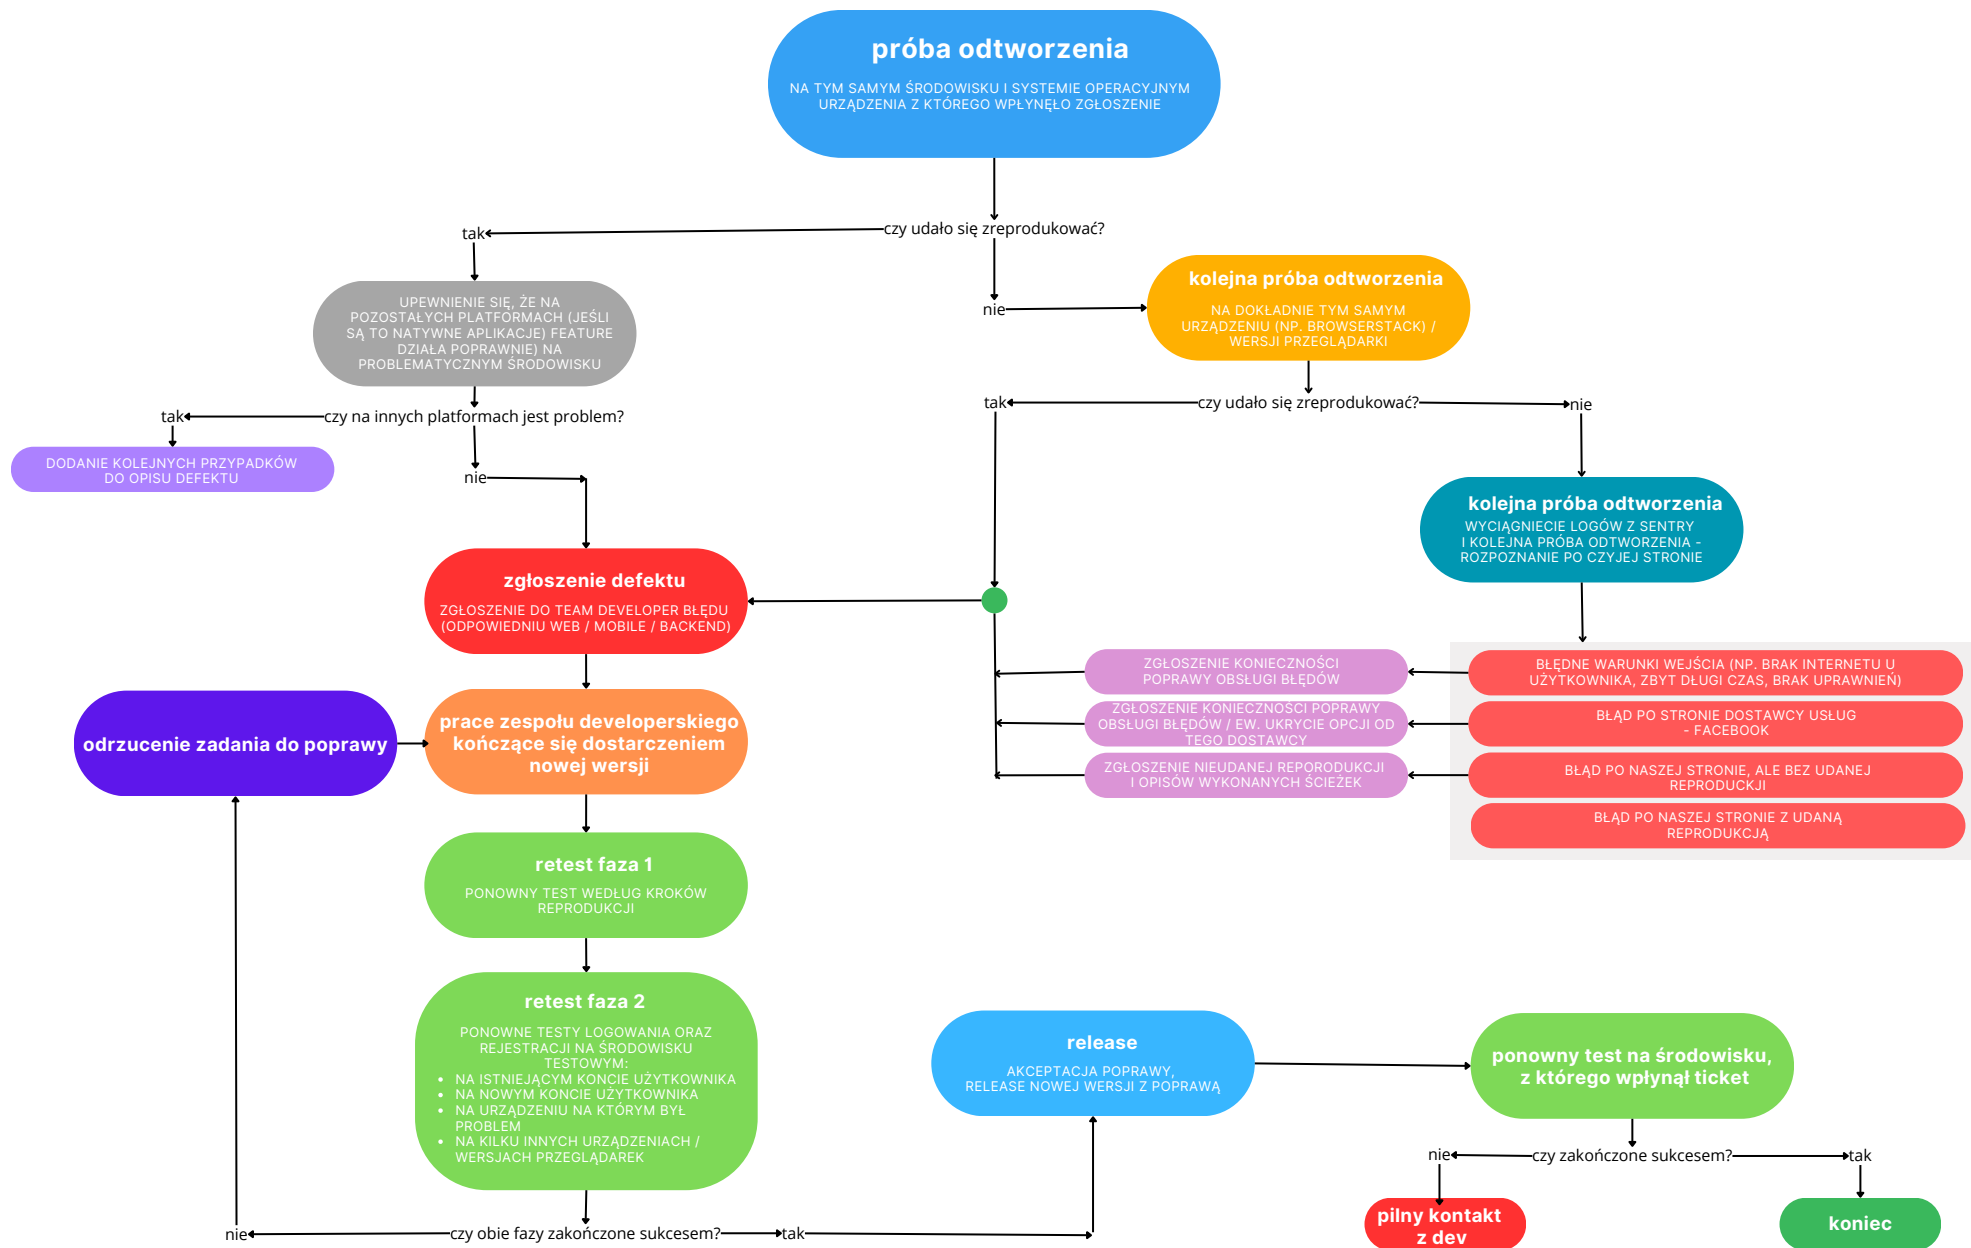 próba odtworzenia
NA TYM SAMYM ŚRODOWISKU I SYSTEMIE OPERACYJNYM
URZĄDZENIA Z KTÓREGO WPŁYNĘŁO ZGŁOSZENIE
czy udało się zreprodukować?
tak
nie
kolejna próba odtworzenia
NA DOKŁADNIE TYM SAMYM
URZĄDZENIU (NP. BROWSERSTACK) /
WERSJI PRZEGLĄDARKI
UPEWNIENIE SIĘ, ŻE NA
POZOSTAŁYCH PLATFORMACH (JEŚLI
SĄ TO NATYWNE APLIKACJE) FEATURE
DZIAŁA POPRAWNIE) NA
PROBLEMATYCZNYM ŚRODOWISKU
czy na innych platformach jest problem?
tak
DODANIE KOLEJNYCH PRZYPADKÓW
DO OPISU DEFEKTU
nie
czy udało się zreprodukować?
tak
nie
kolejna próba odtworzenia
WYCIĄGNIECIE LOGÓW Z SENTRY
I KOLEJNA PRÓBA ODTWORZENIA -
ROZPOZNANIE PO CZYJEJ STRONIE
zgłoszenie defektu
ZGŁOSZENIE DO TEAM DEVELOPER BŁĘDU
(ODPOWIEDNIU WEB / MOBILE / BACKEND)
ZGŁOSZENIE KONIECZNOŚCI
POPRAWY OBSŁUGI BŁĘDÓW
BŁĘDNE WARUNKI WEJŚCIA (NP. BRAK INTERNETU U
UŻYTKOWNIKA, ZBYT DŁUGI CZAS, BRAK UPRAWNIEŃ)
ZGŁOSZENIE KONIECZNOŚCI POPRAWY
OBSŁUGI BŁĘDÓW / EW. UKRYCIE OPCJI OD
TEGO DOSTAWCY
BŁĄD PO STRONIE DOSTAWCY USŁUG
- FACEBOOK
ZGŁOSZENIE NIEUDANEJ REPORODUKCJI
I OPISÓW WYKONANYCH ŚCIEŻEK
BŁĄD PO NASZEJ STRONIE, ALE BEZ UDANEJ
REPRODUCKJI
BŁĄD PO NASZEJ STRONIE Z UDANĄ
REPRODUKCJĄ
odrzucenie zadania do poprawy
prace zespołu developerskiego
kończące się dostarczeniem
nowej wersji
retest faza 1
PONOWNY TEST WEDŁUG KROKÓW
REPRODUKCJI
retest faza 2
PONOWNE TESTY LOGOWANIA ORAZ
REJESTRACJI NA ŚRODOWISKU
TESTOWYM:
• NA ISTNIEJĄCYM KONCIE UŻYTKOWNIKA
• NA NOWYM KONCIE UŻYTKOWNIKA
• NA URZĄDZENIU NA KTÓRYM BYŁ
PROBLEM
• NA KILKU INNYCH URZĄDZENIACH /
WERSJACH PRZEGLĄDAREK
nie
czy obie fazy zakończone sukcesem?
tak
release
AKCEPTACJA POPRAWY,
RELEASE NOWEJ WERSJI Z POPRAWĄ
ponowny test na środowisku,
z którego wpłynął ticket
nie
czy zakończone sukcesem?
tak
pilny kontakt
z dev
koniec